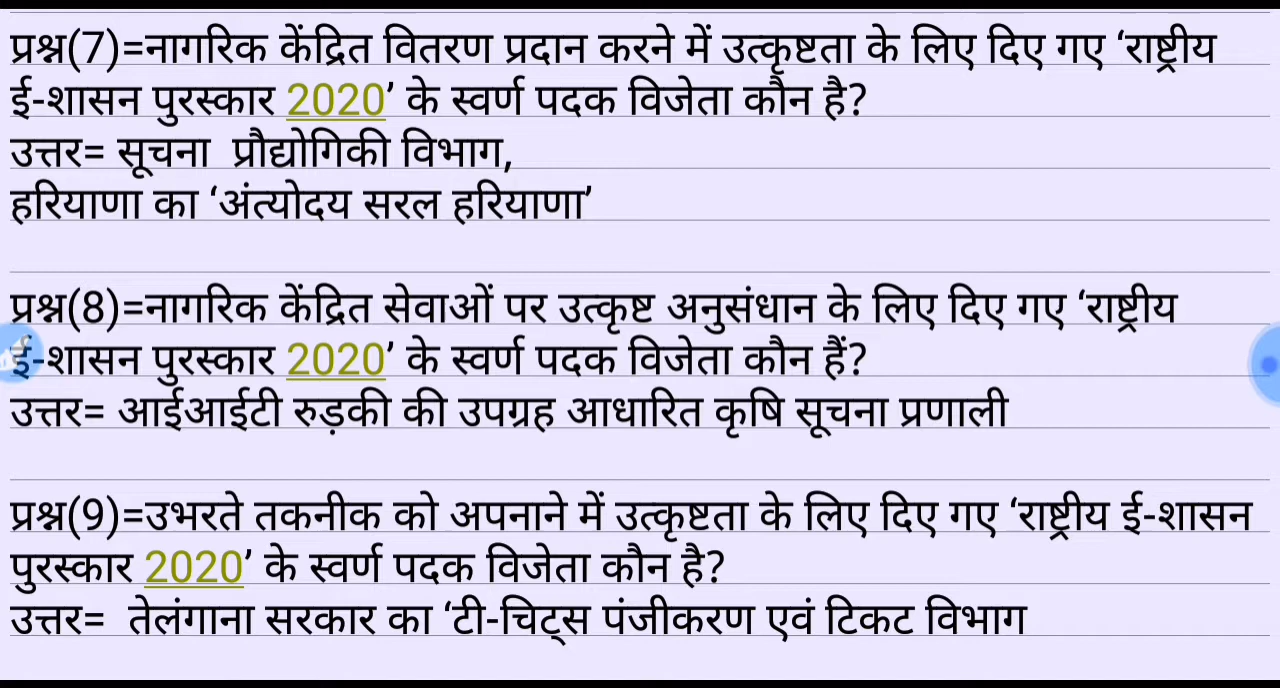 प्रश्न(7)=नागरिक केंद्रित वितरण प्रदान करने में उत्कृष्टता के लिए दिए गए ‘राष्ट्रीय
ई-शासन पुरस्कार 2020’ के स्वर्ण पदक विजेता कौन है?
उत्तर= सूचना  प्रौद्योगिकी विभाग,
हरियाणा का ‘अंत्योदय सरल हरियाणा’
प्रश्न(8)=नागरिक केंद्रित सेवाओं पर उत्कृष्ट अनुसंधान के लिए दिए गए ‘राष्ट्रीय
ई-शासन पुरस्कार 2020’ के स्वर्ण पदक विजेता कौन हैं?
उत्तर= आईआईटी रुड़की की उपग्रह आधारित कृषि सूचना प्रणाली
प्रश्न(9)=उभरते तकनीक को अपनाने में उत्कृष्टता के लिए दिए गए ‘राष्ट्रीय ई-शासन
पुरस्कार 2020’ के स्वर्ण पदक विजेता कौन है?
उत्तर=  तेलंगाना सरकार का ‘टी-चिट्स पंजीकरण एवं टिकट विभाग